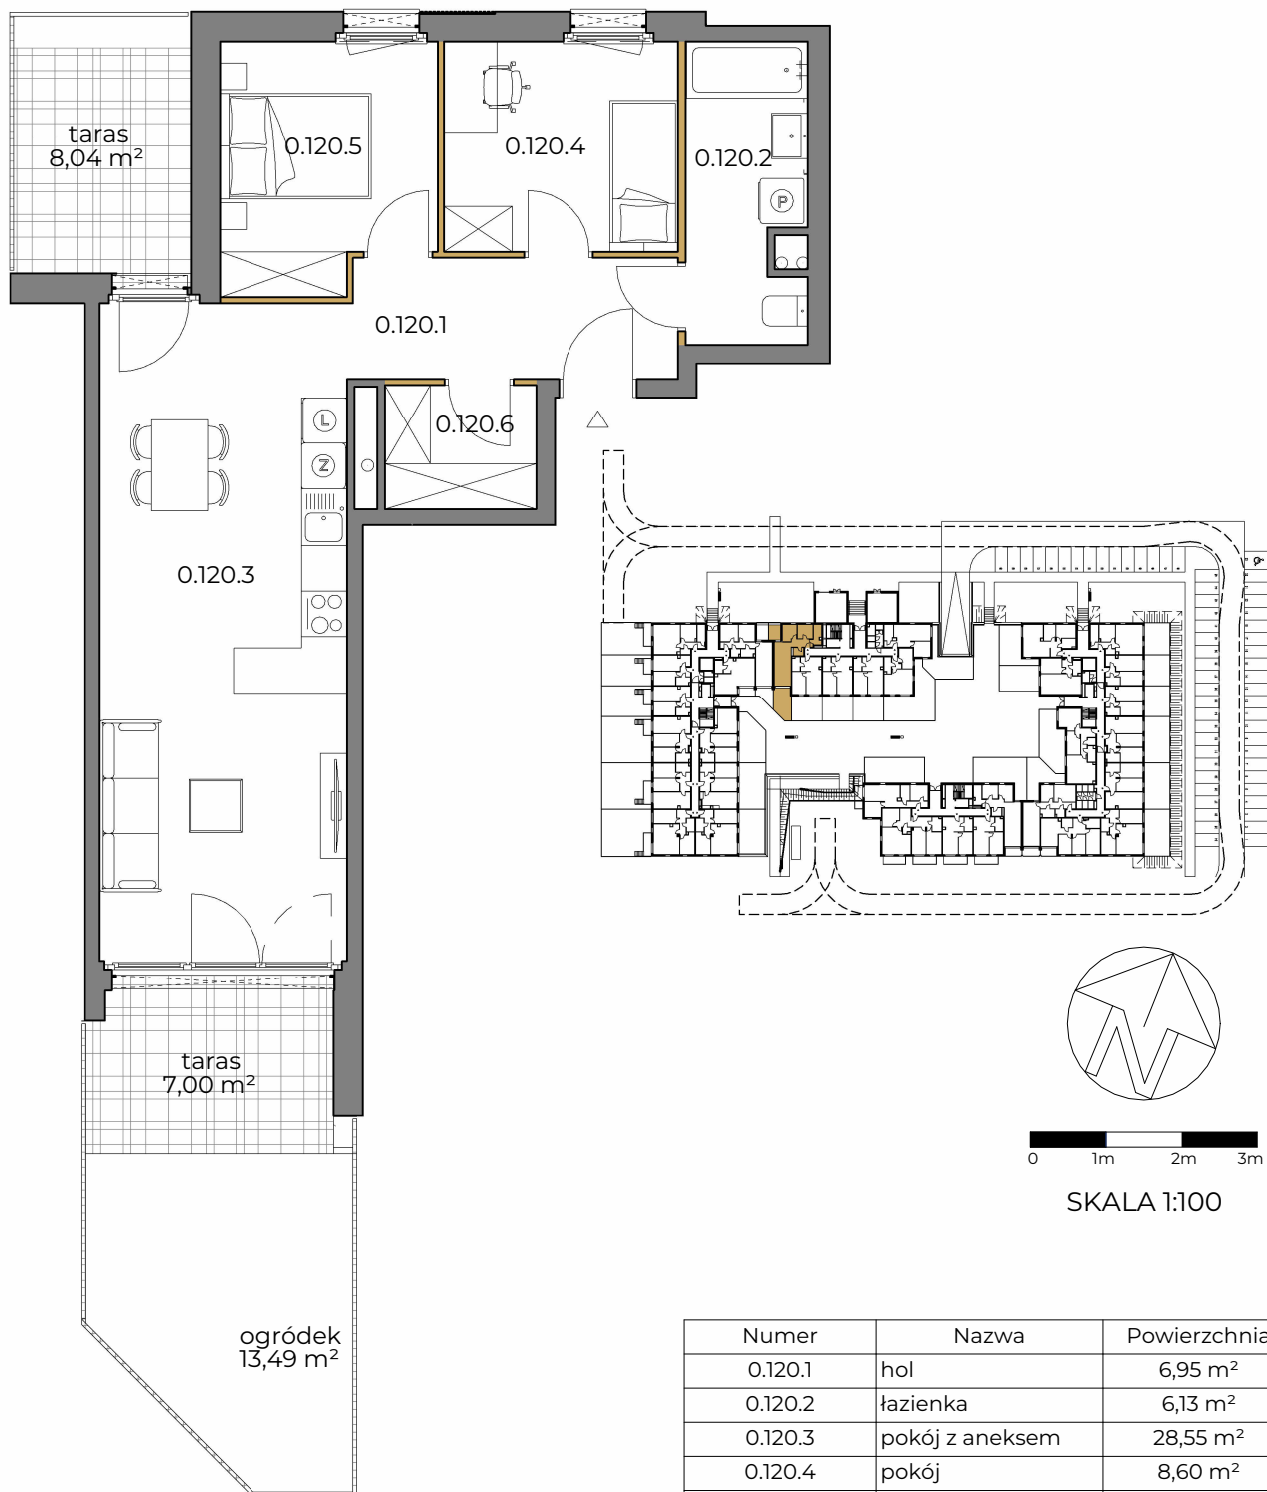 taras
8,04 m²
0.120.5
0.120.4
0.120.2
P
0.120.1
0.120.6
L
Z
0.120.3
taras
7,00 m²
N
0
1m
2m
3m
SKALA 1:100
ogródek
13,49 m²
Numer Nazwa Powierzchnia
0.120.1 hol 6,95 m²
0.120.2 łazienka 6,13 m²
0.120.3 pokój z aneksem 28,55 m²
0.120.4 pokój 8,60 m²